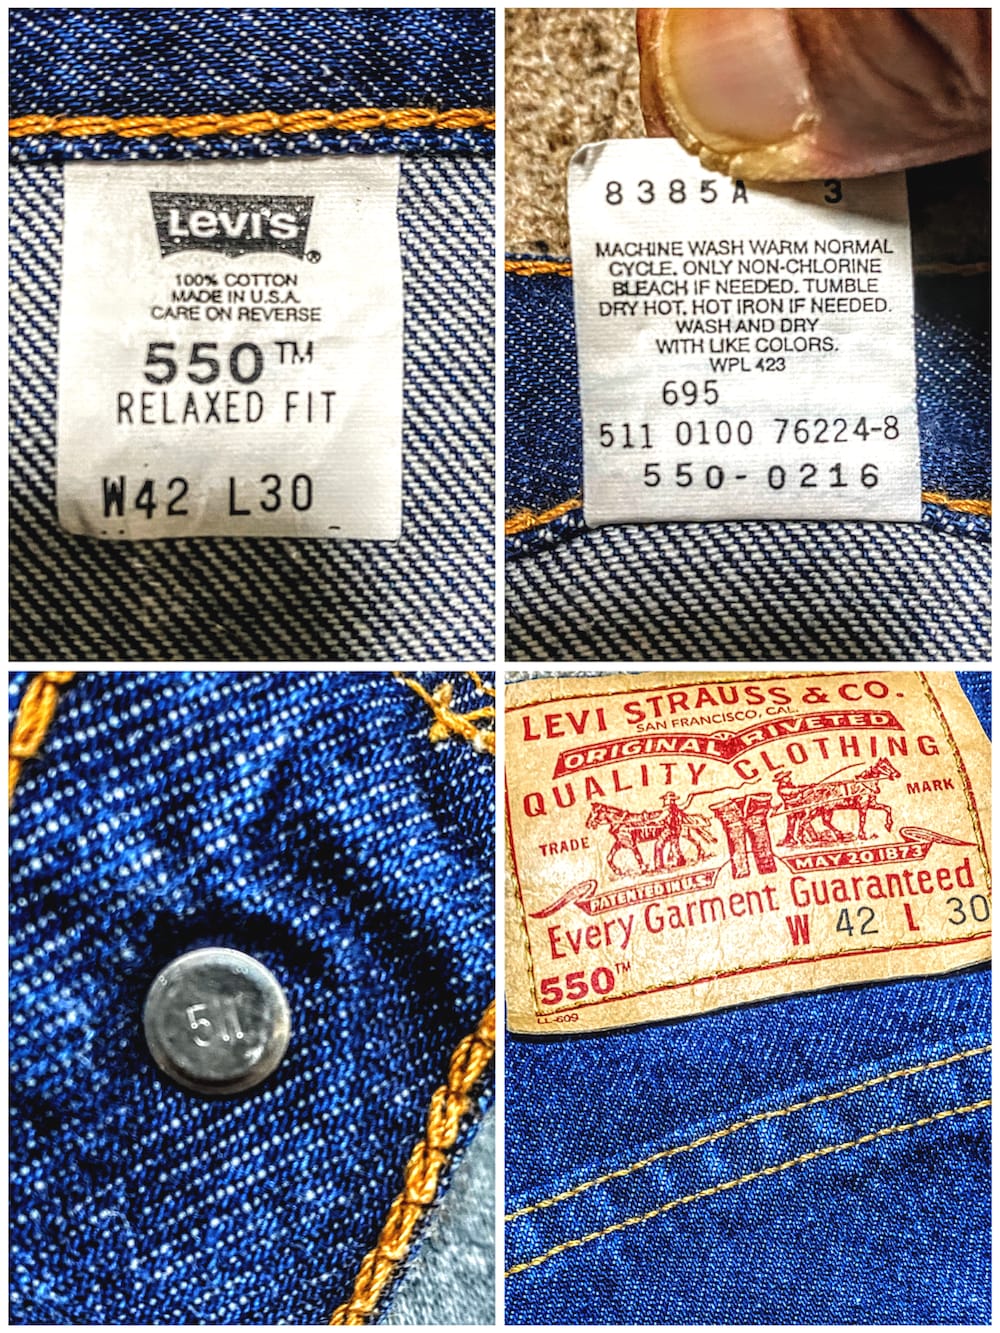 LEVI'S®
100% COTTON
MADE IN U.S.A.
CARE ON REVERSE
550™
RELAXED FIT
W42 L30
8385A 3
MACHINE WASH WARM NORMAL
CYCLE. ONLY NON-CHLORINE
BLEACH IF NEEDED. TUMBLE
DRY HOT. HOT IRON IF NEEDED.
WASH AND DRY
WITH LIKE COLORS.
WPL 423
695
511 0100 76224-8
550-0216
511
LEVI STRAUSS & CO.
SAN FRANCISCO, CAL.
ORIGINAL RIVETED
QUALITY CLOTHING
TRADE MARK
PATENTED IN U.S.
MAY 20 1873
Every Garment Guaranteed
W 42 L 30
550™
LL-609